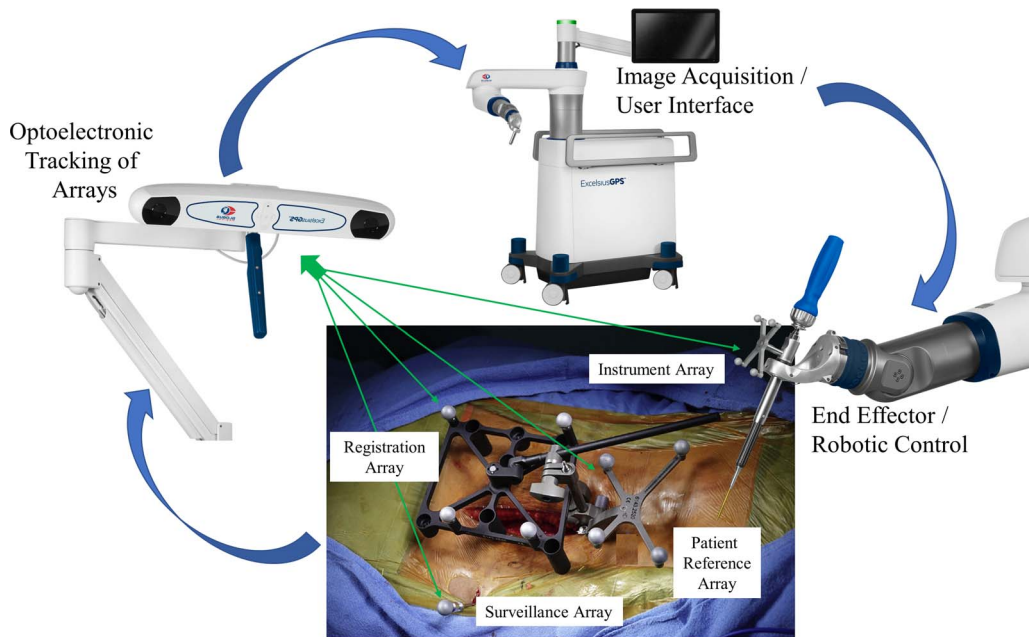 Optoelectronic
Tracking of
Arrays
Image Acquisition /
User Interface
ExcelsiusGPS™
Instrument Array
Registration
Array
End Effector /
Robotic Control
Patient
Reference
Array
Surveillance Array